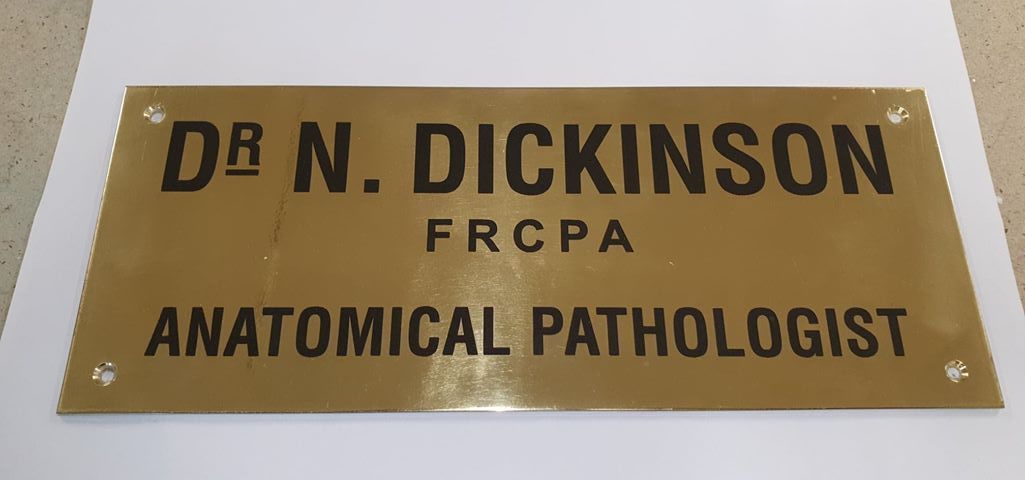 DR N. DICKINSON
FRCPA
ANATOMICAL PATHOLOGIST